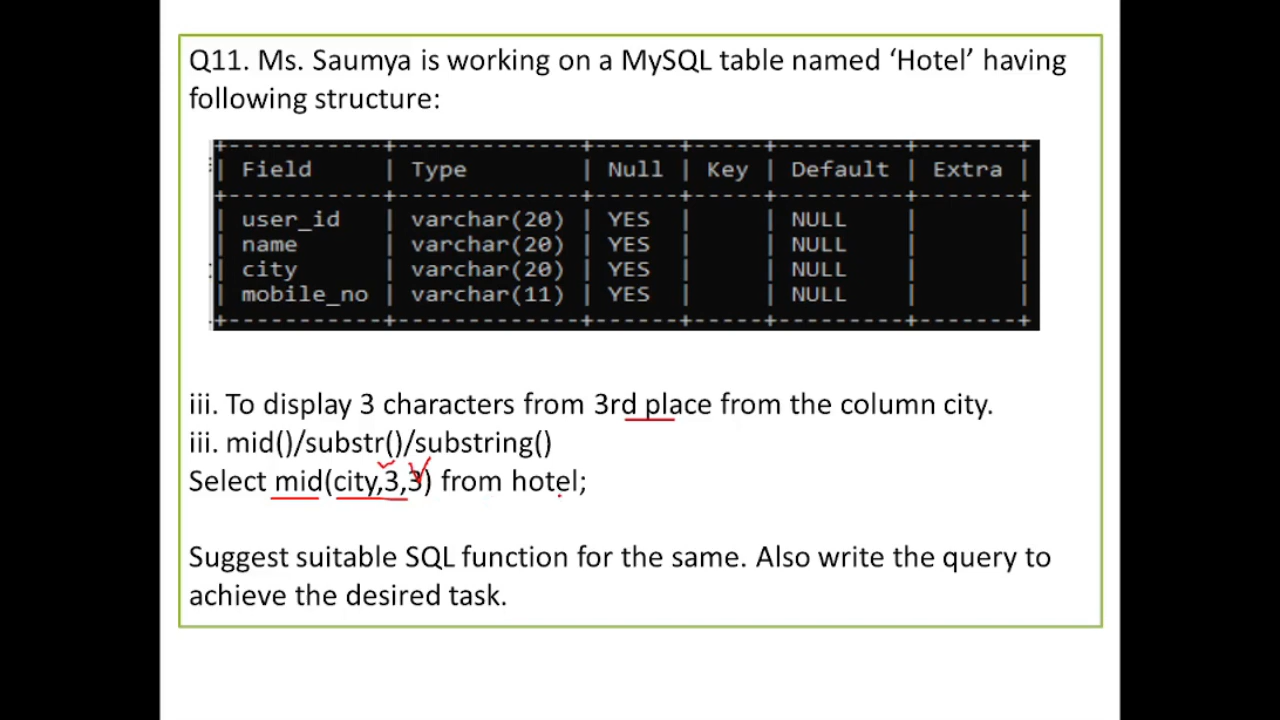 Q11. Ms. Saumya is working on a MySQL table named ‘Hotel’ having
following structure:
+-----------+-------------+------+-----+---------+-------+
| Field | Type | Null | Key | Default | Extra |
+-----------+-------------+------+-----+---------+-------+
| user_id | varchar(20) | YES | | NULL | |
| name | varchar(20) | YES | | NULL | |
| city | varchar(20) | YES | | NULL | |
| mobile_no | varchar(11) | YES | | NULL | |
+-----------+-------------+------+-----+---------+-------+
iii. To display 3 characters from 3rd place from the column city.
iii. mid()/substr()/substring()
Select mid(city,3,3) from hotel;
Suggest suitable SQL function for the same. Also write the query to
achieve the desired task.